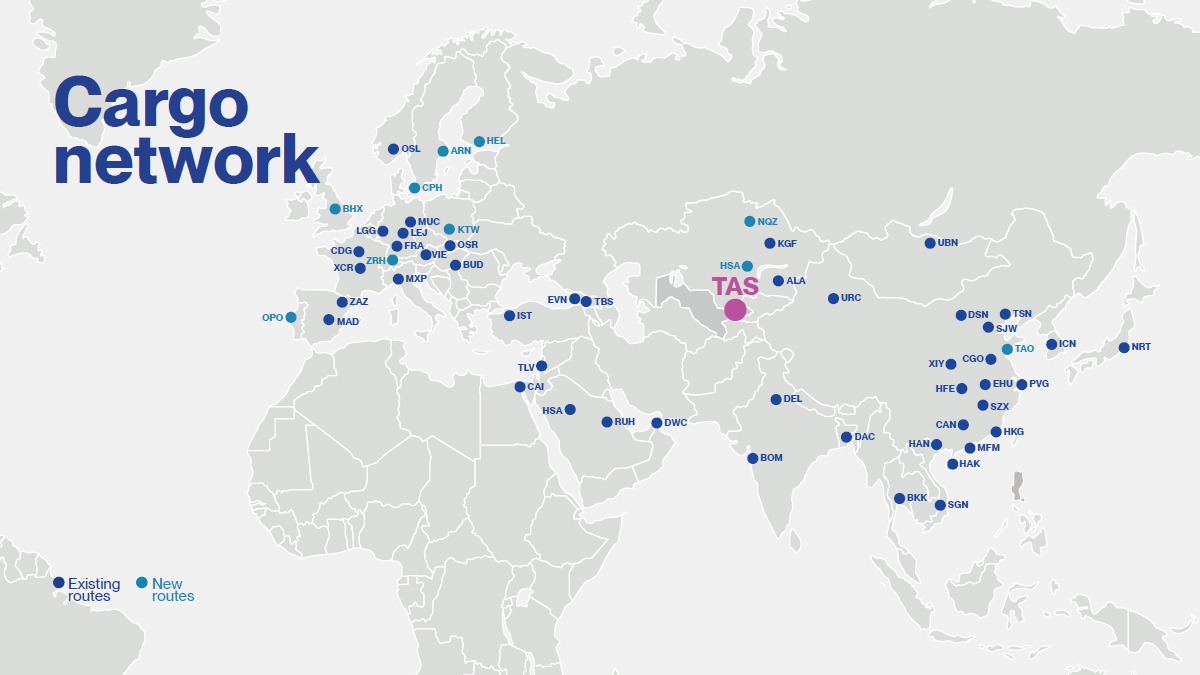 Cargo
network
HEL
OSL
ARN
CPH
BHX
NQZ
MUC
KTW
LGG
LEJ
KGF
UBN
FRA
OSR
CDG
VIE
ZRH
BUD
HSA
XCR
MXP
ALA
TAS
URC
EVN
TBS
ZAZ
OPO
MAD
IST
DSN
TSN
SJW
ICN
NRT
TAO
CGO
XIY
TLV
CAI
HFE
EHU
PVG
DEL
HSA
SZX
RUH
DWC
CAN
HKG
DAC
HAN
MFM
BOM
HAK
BKK
SGN
Existing
routes
New
routes